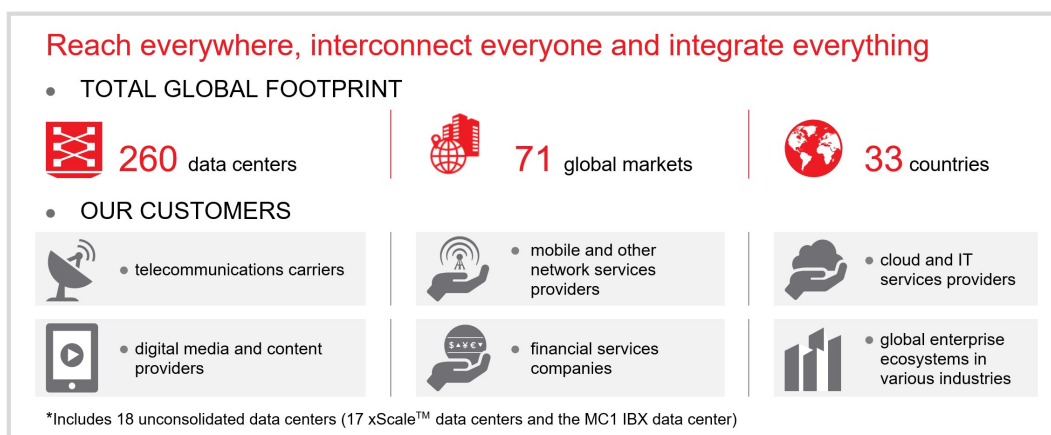 Reach everywhere, interconnect everyone and integrate everything
• TOTAL GLOBAL FOOTPRINT
260 data centers
71 global markets
33 countries
• OUR CUSTOMERS
• telecommunications carriers
• mobile and other
network services
providers
• cloud and IT
services providers
• digital media and content
providers
$ ¥ €
• financial services
companies
• global enterprise
ecosystems in
various industries
*Includes 18 unconsolidated data centers (17 xScale™ data centers and the MC1 IBX data center)